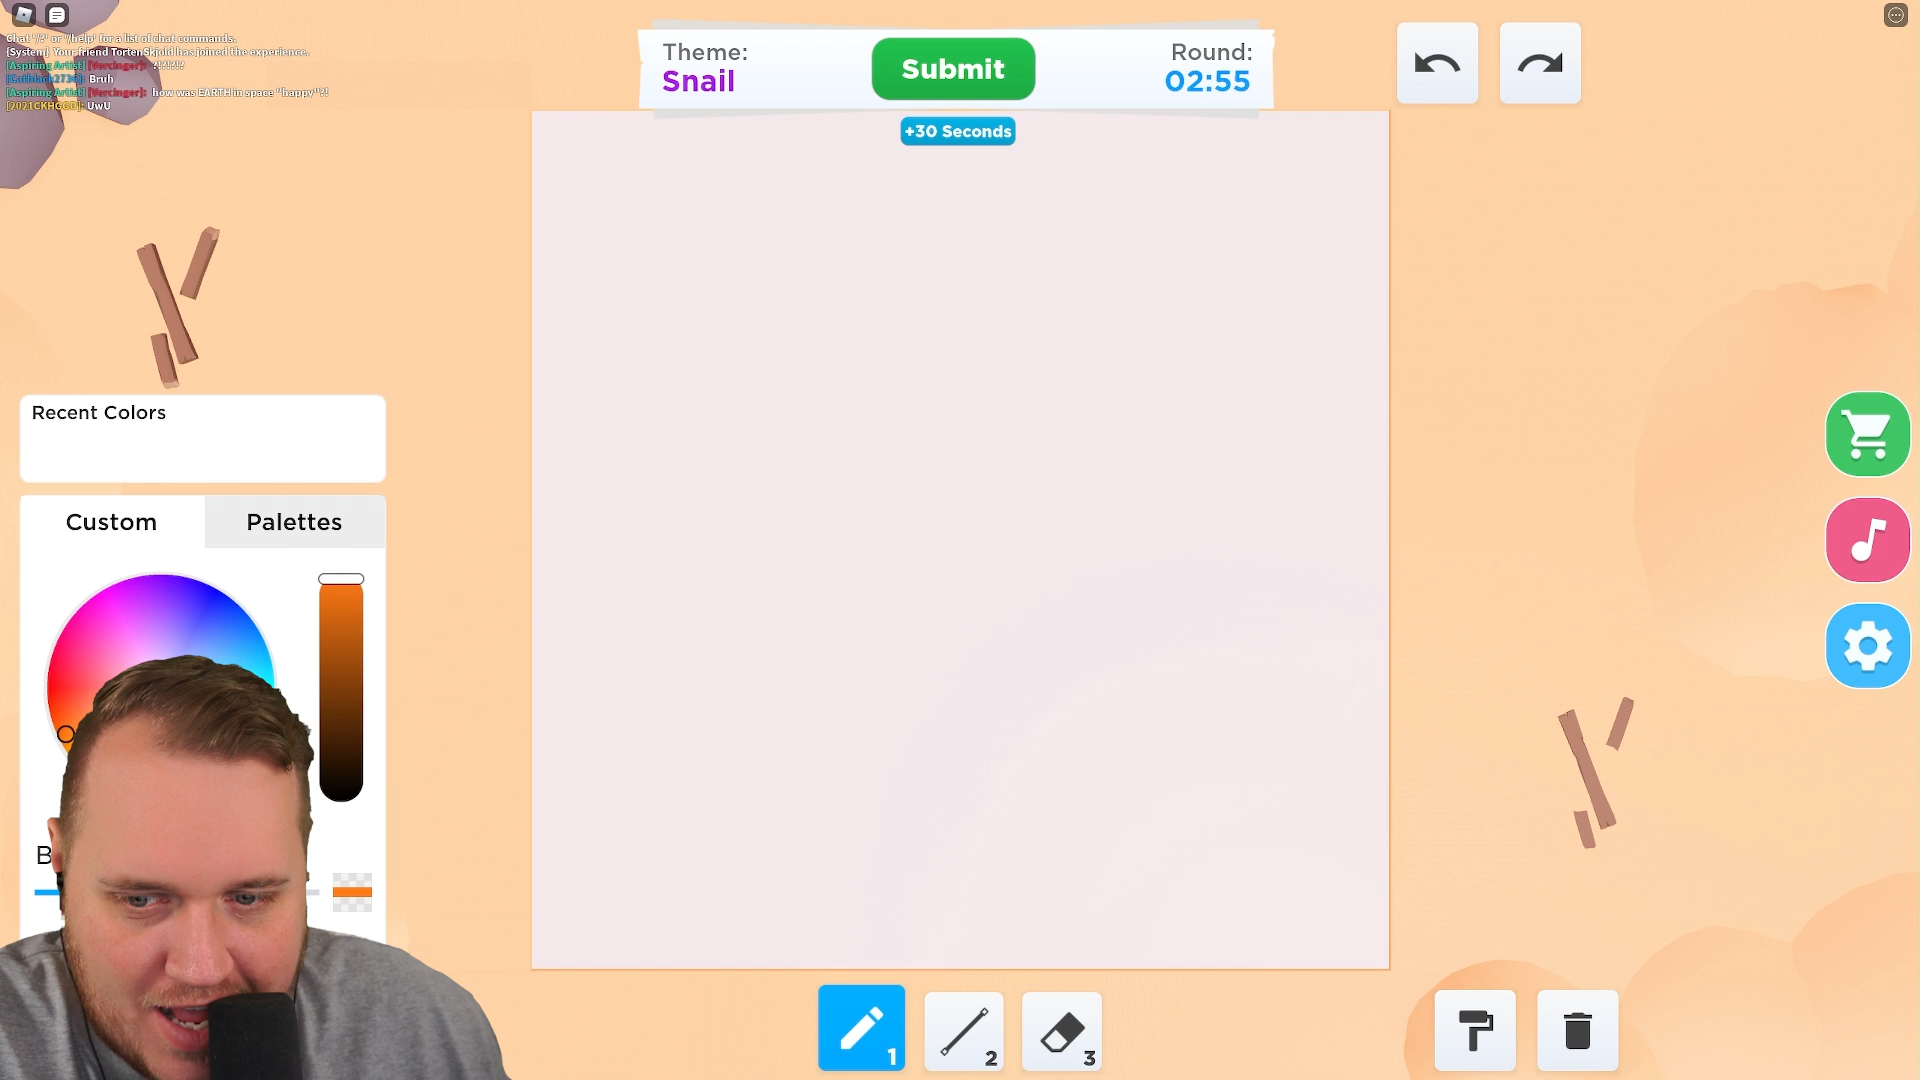 Chat '/?' or '/help' for a list of chat commands.
{System} Your friend TortenSkjold has joined the experience.
[Aspiring Artist] [Vercinger]: ?!?!?!?
Bruh
[Aspiring Artist] [Vercinger]: how was EARTH in space "happy"?!
[2021CKHGGD]: UwU
Theme:
Snail
Submit
Round:
02:55
+30 Seconds
Recent Colors
Custom
Palettes
B
1
2
3